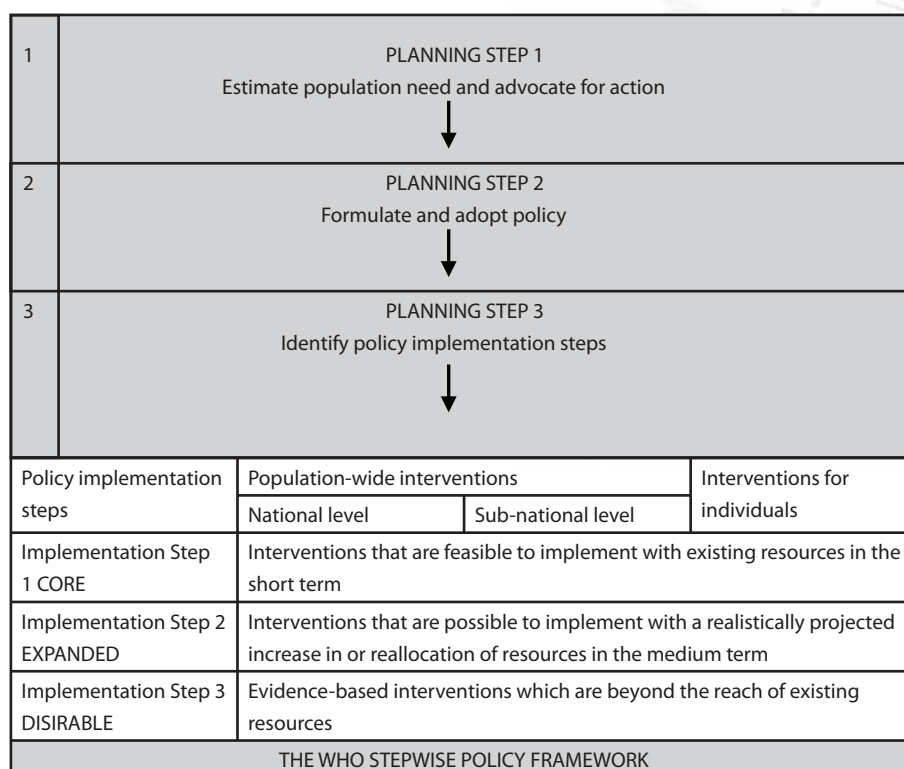 1
PLANNING STEP 1
Estimate population need and advocate for action
2
PLANNING STEP 2
Formulate and adopt policy
3
PLANNING STEP 3
Identify policy implementation steps
Policy implementation
steps
Population-wide interventions
National level
Sub-national level
Interventions for
individuals
Implementation Step
1 CORE
Interventions that are feasible to implement with existing resources in the
short term
Implementation Step 2
EXPANDED
Interventions that are possible to implement with a realistically projected
increase in or reallocation of resources in the medium term
Implementation Step 3
DISIRABLE
Evidence-based interventions which are beyond the reach of existing
resources
THE WHO STEPWISE POLICY FRAMEWORK